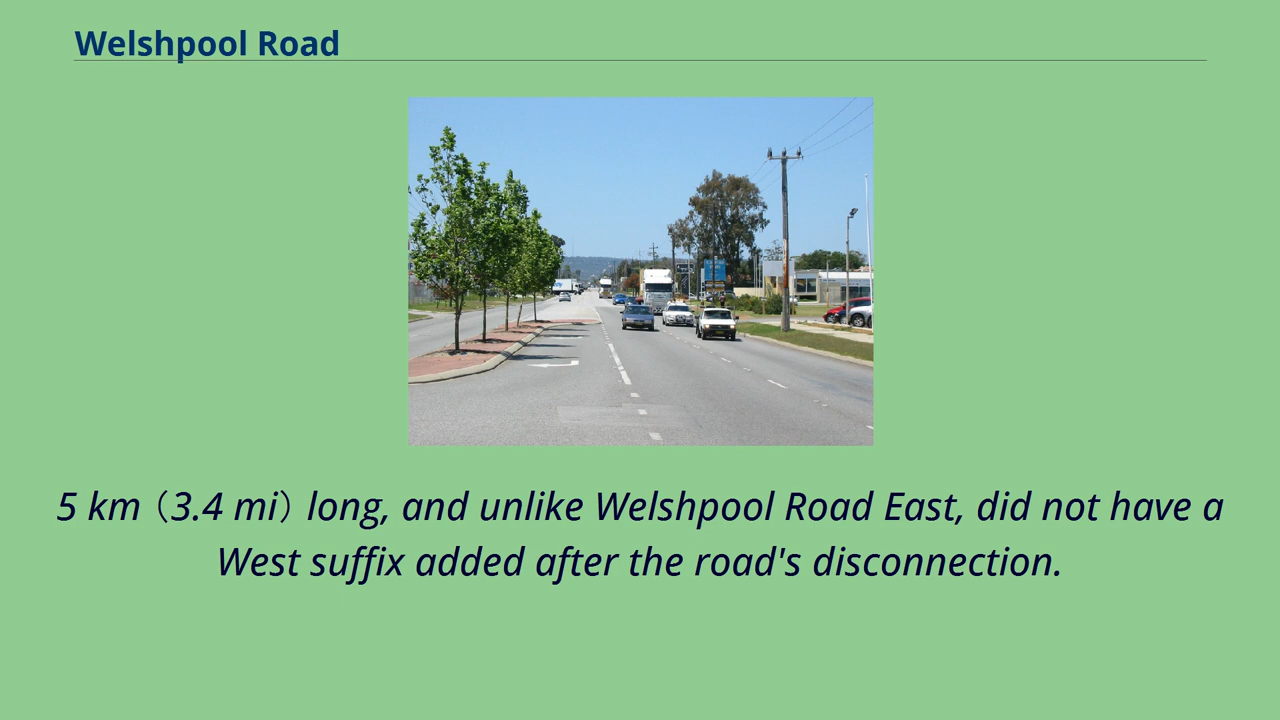 Welshpool Road
5 km（3.4 mi）long, and unlike Welshpool Road East, did not have a
West suffix added after the road's disconnection.